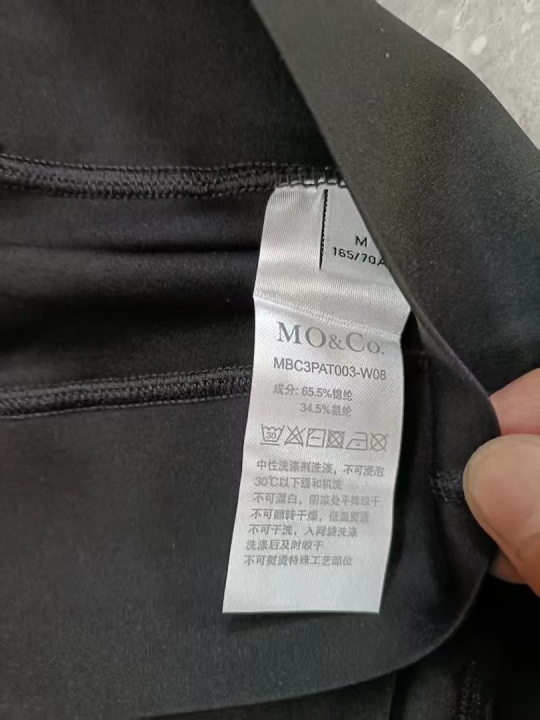 M
165/70A
MO&Co.
MBC3PAT003-W08
成分: 65.5%锦纶
34.5%氨纶
30
中性洗涤剂洗涤，不可浸泡
30℃以下缓和机洗
不可漂白，阴凉处平摊晾干
不可翻转干燥，低温熨烫
不可干洗，入网袋洗涤
洗涤后及时晾干
不可熨烫特殊工艺部位